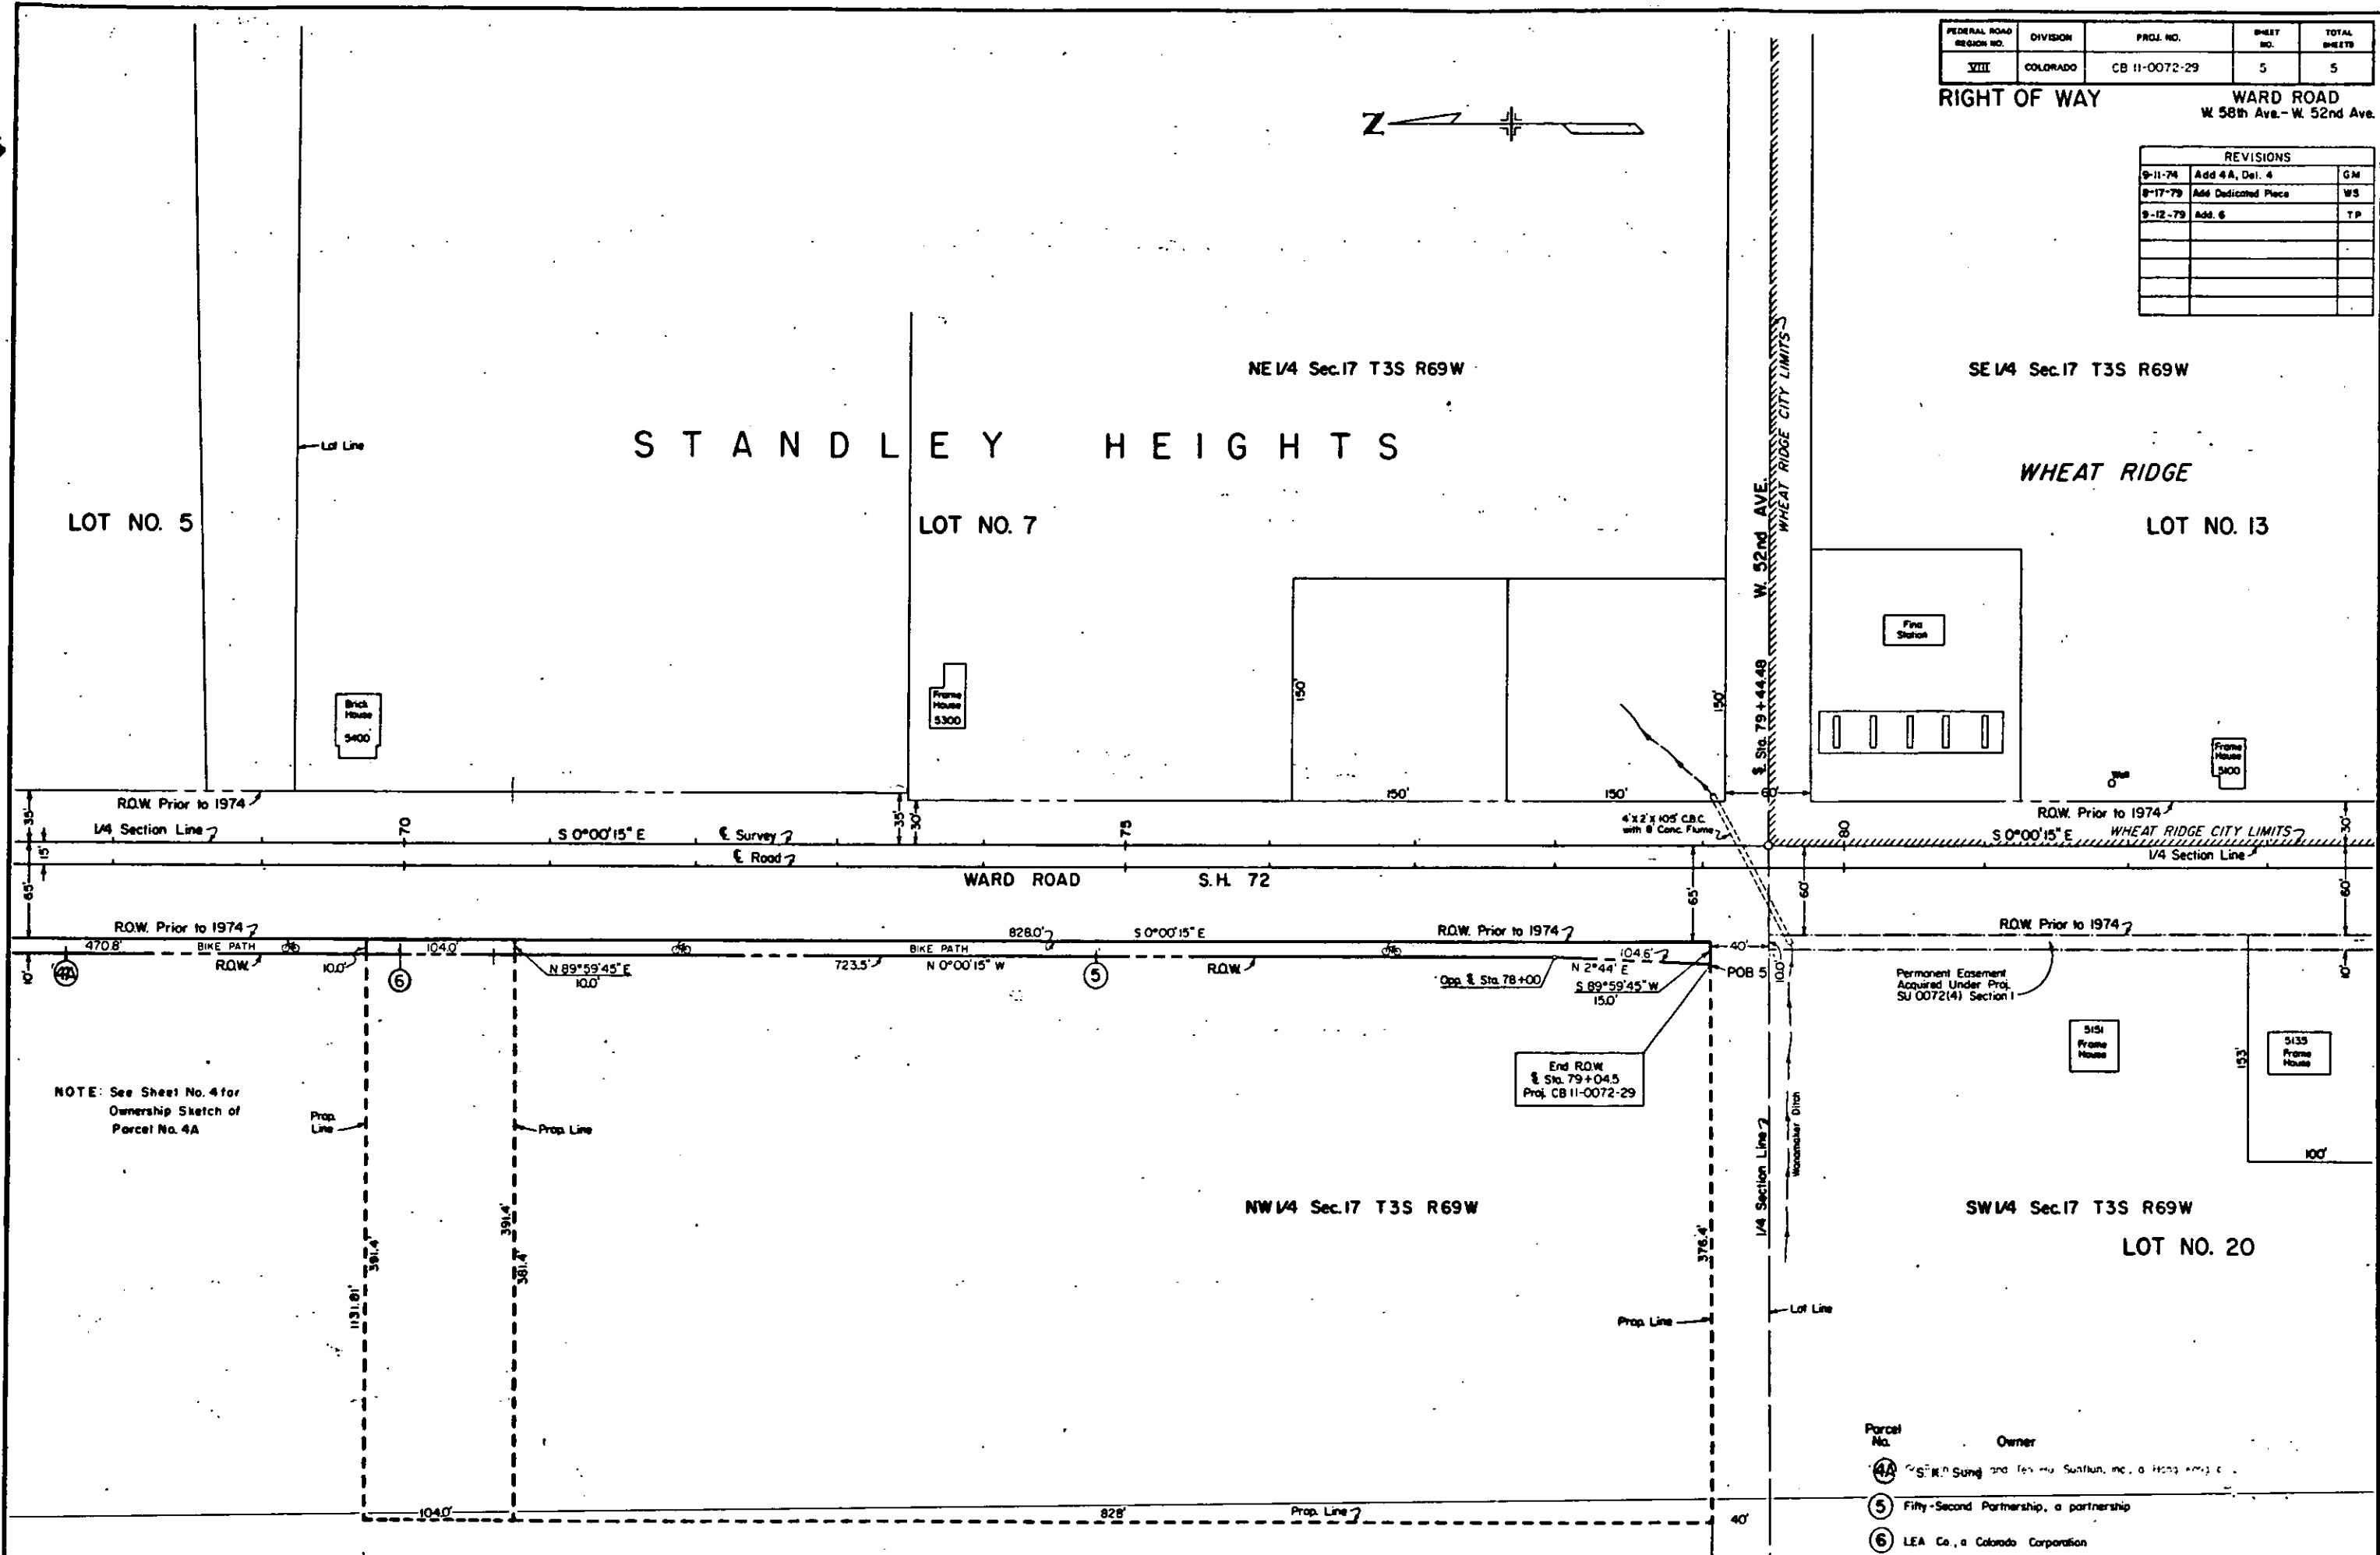 FEDERAL ROAD REGION NO.
DIVISION
PROJ. NO.
SHEET NO.
TOTAL SHEETS
VIII
COLORADO
CB 11-0072-29
5
5
RIGHT OF WAY
WARD ROAD
W. 58th Ave.- W. 52nd Ave.
REVISIONS
9-11-74 Add 4A, Del. 4 GM
8-17-79 Add Dedicated Piece WS
9-12-79 Add. 6 TP
Z
NE 1/4 Sec.17 T3S R69W
SE 1/4 Sec.17 T3S R69W
WHEAT RIDGE CITY LIMITS
STANDLEY HEIGHTS
Lot Line
WHEAT RIDGE
LOT NO. 5
LOT NO. 7
LOT NO. 13
W. 52nd AVE.
℄ Sta. 79+44.48
Fina Station
Brick House 5400
Frame House 5300
150'
150'
Well
Frame House 5100
R.O.W. Prior to 1974
150'
150'
60'
R.O.W. Prior to 1974
35'
1/4 Section Line
70
S 0°00'15" E
℄ Survey
35'
30'
75
4' x 2' x 105' C.B.C.
with 8' Conc. Flume
80
S 0°00'15" E
WHEAT RIDGE CITY LIMITS
30'
15'
℄ Road
1/4 Section Line
65'
WARD ROAD
S.H. 72
65'
60'
60'
R.O.W. Prior to 1974
828.0'
S 0°00'15" E
R.O.W. Prior to 1974
R.O.W. Prior to 1974
470.8'
BIKE PATH
104.0'
BIKE PATH
40'
10'
4A
R.O.W.
10.0'
6
N 89°59'45" E
10.0'
723.5'
N 0°00'15" W
5
R.O.W.
104.6'
N 2°44' E
Opp. ℄ Sta. 78+00
S 89°59'45" W
15.0'
POB 5
10.0'
10'
Permanent Easement
Acquired Under Proj.
SU 0072(4) Section 1
End R.O.W.
℄ Sta. 79+04.5
Proj. CB 11-0072-29
5151
Frame
House
5135
Frame
House
153'
100'
NOTE: See Sheet No. 4 for
Ownership Sketch of
Parcel No. 4A
Prop.
Line
Prop. Line
1/4 Section Line
Wanamaker Ditch
NW 1/4 Sec.17 T3S R69W
SW 1/4 Sec.17 T3S R69W
LOT NO. 20
391.4'
391.4'
381.4'
376.4'
1131.81'
Prop. Line
Lot Line
104.0'
828'
Prop. Line
40'
Parcel No.
Owner
4A S.K. Sung and
5 Fifty-Second Partnership, a partnership
6 LEA Co., a Colorado Corporation